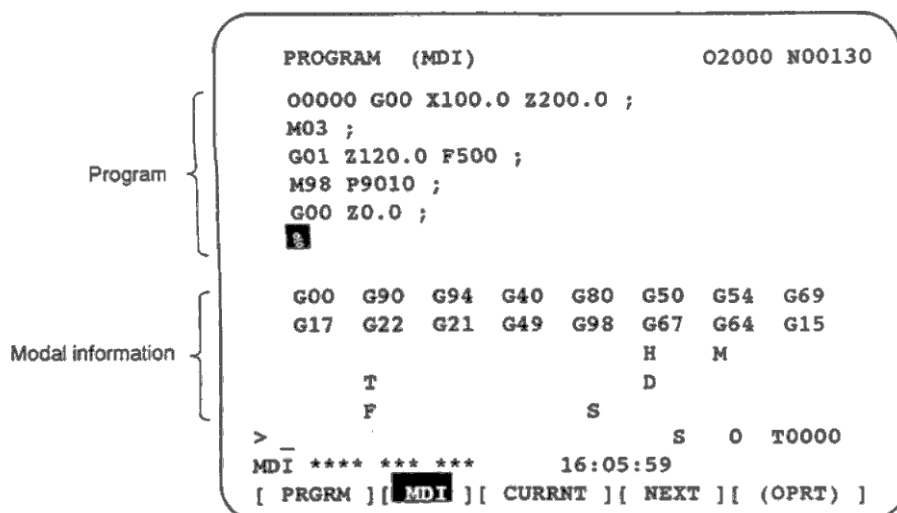 PROGRAM (MDI) O2000 N00130
O0000 G00 X100.0 Z200.0 ;
M03 ;
G01 Z120.0 F500 ;
M98 P9010 ;
G00 Z0.0 ;
%
Program
G00 G90 G94 G40 G80 G50 G54 G69
G17 G22 G21 G49 G98 G67 G64 G15
H M
T D
F S
Modal information
> _ S 0 T0000
MDI **** *** *** 16:05:59
[ PRGRM ][ MDI ][ CURRNT ][ NEXT ][ (OPRT) ]